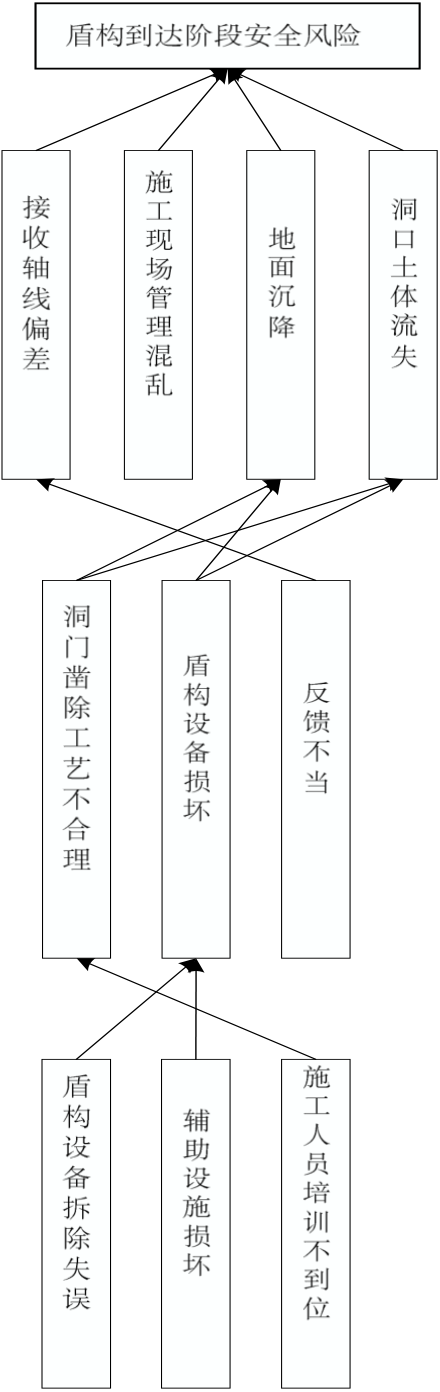 盾构到达阶段安全风险
接收轴线偏差
施工现场管理混乱
地面沉降
洞口土体流失
洞门凿除工艺不合理
盾构设备损坏
反馈不当
盾构设备拆除失误
辅助设施损坏
施工人员培训不到位